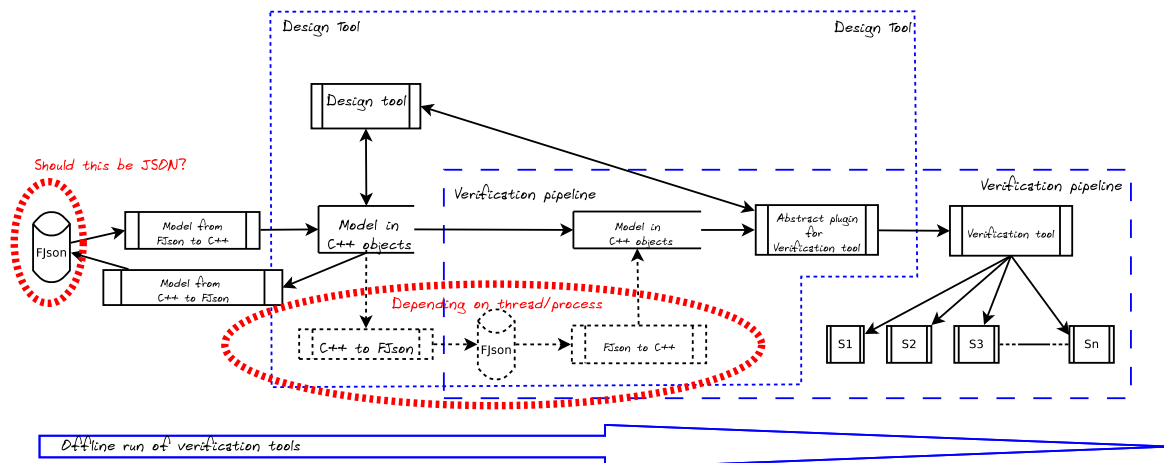 Design Tool
Design Tool
Design tool
Should this be JSON?
Verification pipeline
Verification pipeline
FJson
Model from
FJson to C++
Model in
C++ objects
Model in
C++ objects
Abstract plugin
for
Verification tool
Verification tool
Model from
C++ to FJson
Depending on thread/process
C++ to FJson
FJson
FJson to C++
S1
S2
S3
Sn
Offline run of verification tools